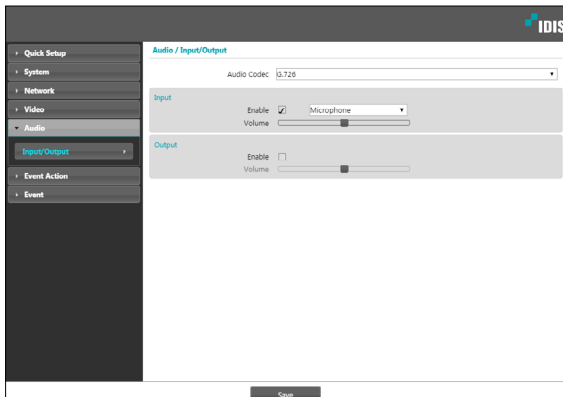 IDIS
Quick Setup
System
Network
Video
Audio
Input/Output
Event Action
Event
Audio / Input/Output
Audio Codec G.726
Input
Enable Microphone
Volume
Output
Enable
Volume
Save